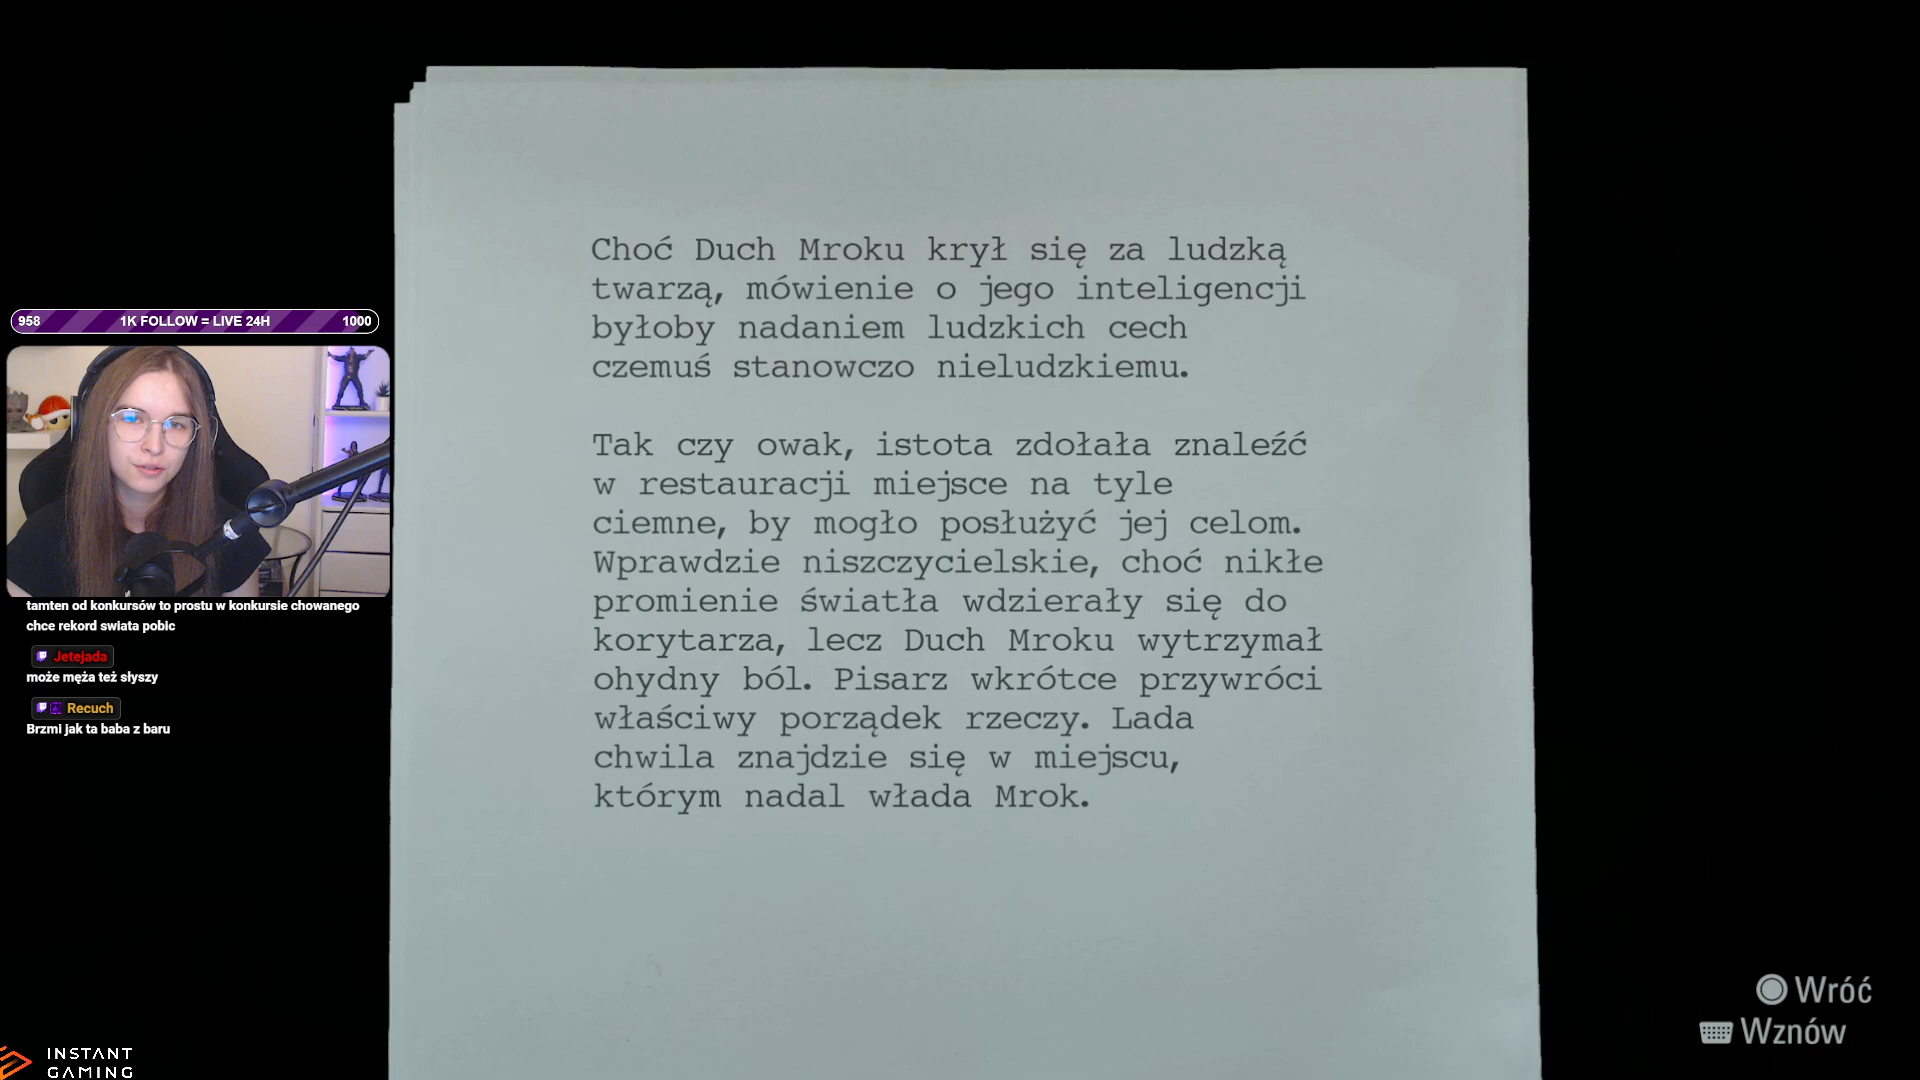 Choć Duch Mroku krył się za ludzką
twarzą, mówienie o jego inteligencji
byłoby nadaniem ludzkich cech
czemuś stanowczo nieludzkiemu.
Tak czy owak, istota zdołała znaleźć
w restauracji miejsce na tyle
ciemne, by mogło posłużyć jej celom.
Wprawdzie niszczycielskie, choć nikłe
promienie światła wdzierały się do
korytarza, lecz Duch Mroku wytrzymał
ohydny ból. Pisarz wkrótce przywróci
właściwy porządek rzeczy. Lada
chwila znajdzie się w miejscu,
którym nadal włada Mrok.
958 1K FOLLOW = LIVE 24H 1000
tamten od konkursów to prostu w konkursie chowanego
chce rekord swiata pobic
Jetejada
może męża też słyszy
Recuch
Brzmi jak ta baba z baru
INSTANT
GAMING
Wróć
Wznów